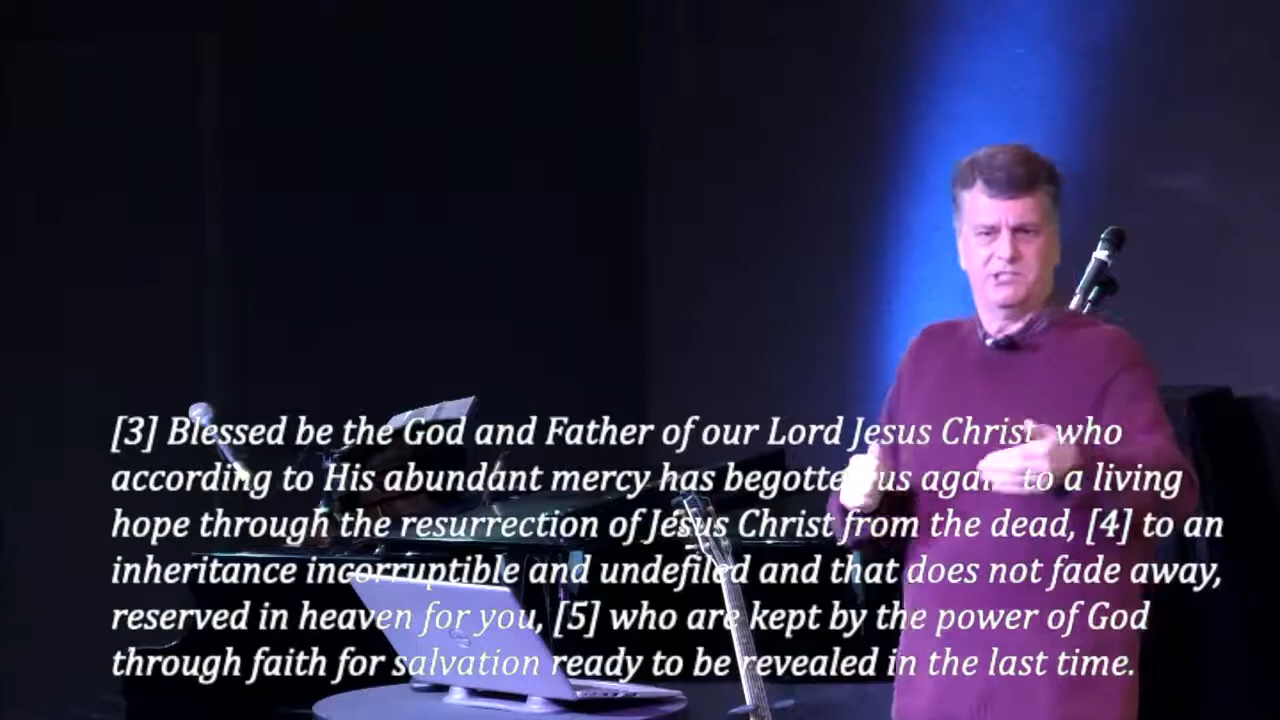 [3] Blessed be the God and Father of our Lord Jesus Christ, who
according to His abundant mercy has begotten us again to a living
hope through the resurrection of Jesus Christ from the dead, [4] to an
inheritance incorruptible and undefiled and that does not fade away,
reserved in heaven for you, [5] who are kept by the power of God
through faith for salvation ready to be revealed in the last time.